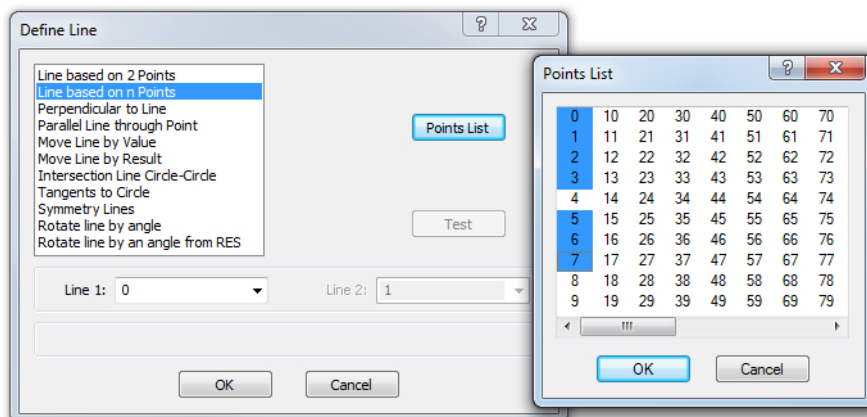 Define Line
Line based on 2 Points
Line based on n Points
Perpendicular to Line
Parallel Line through Point
Move Line by Value
Move Line by Result
Intersection Line Circle-Circle
Tangents to Circle
Symmetry Lines
Rotate line by angle
Rotate line by an angle from RES
Points List
Test
Line 1: 0 Line 2: 1
OK Cancel
Points List
0 10 20 30 40 50 60 70
1 11 21 31 41 51 61 71
2 12 22 32 42 52 62 72
3 13 23 33 43 53 63 73
4 14 24 34 44 54 64 74
5 15 25 35 45 55 65 75
6 16 26 36 46 56 66 76
7 17 27 37 47 57 67 77
8 18 28 38 48 58 68 78
9 19 29 39 49 59 69 79
OK Cancel